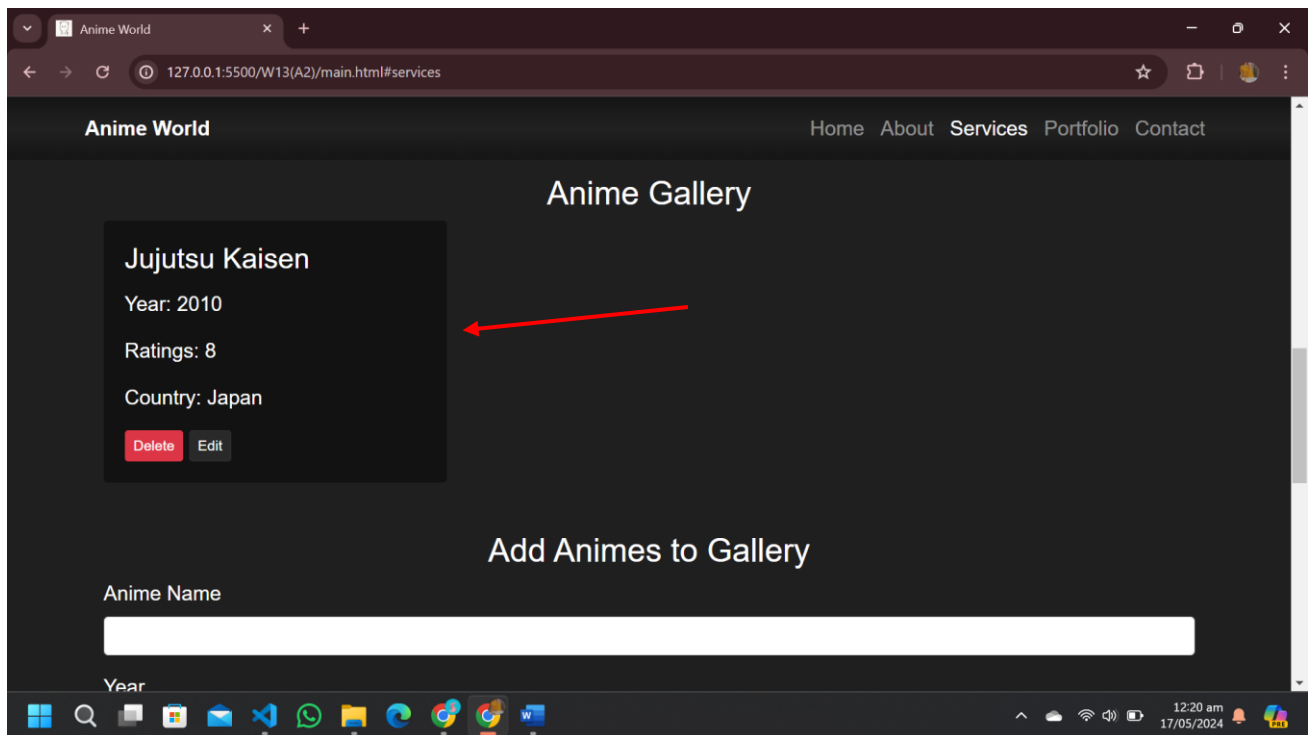 Anime World
127.0.0.1:5500/W13(A2)/main.html#services
Anime World Home About Services Portfolio Contact
Anime Gallery
Jujutsu Kaisen
Year: 2010
Ratings: 8
Country: Japan
Delete Edit
Add Animes to Gallery
Anime Name
Year
12:20 am
17/05/2024
PRE